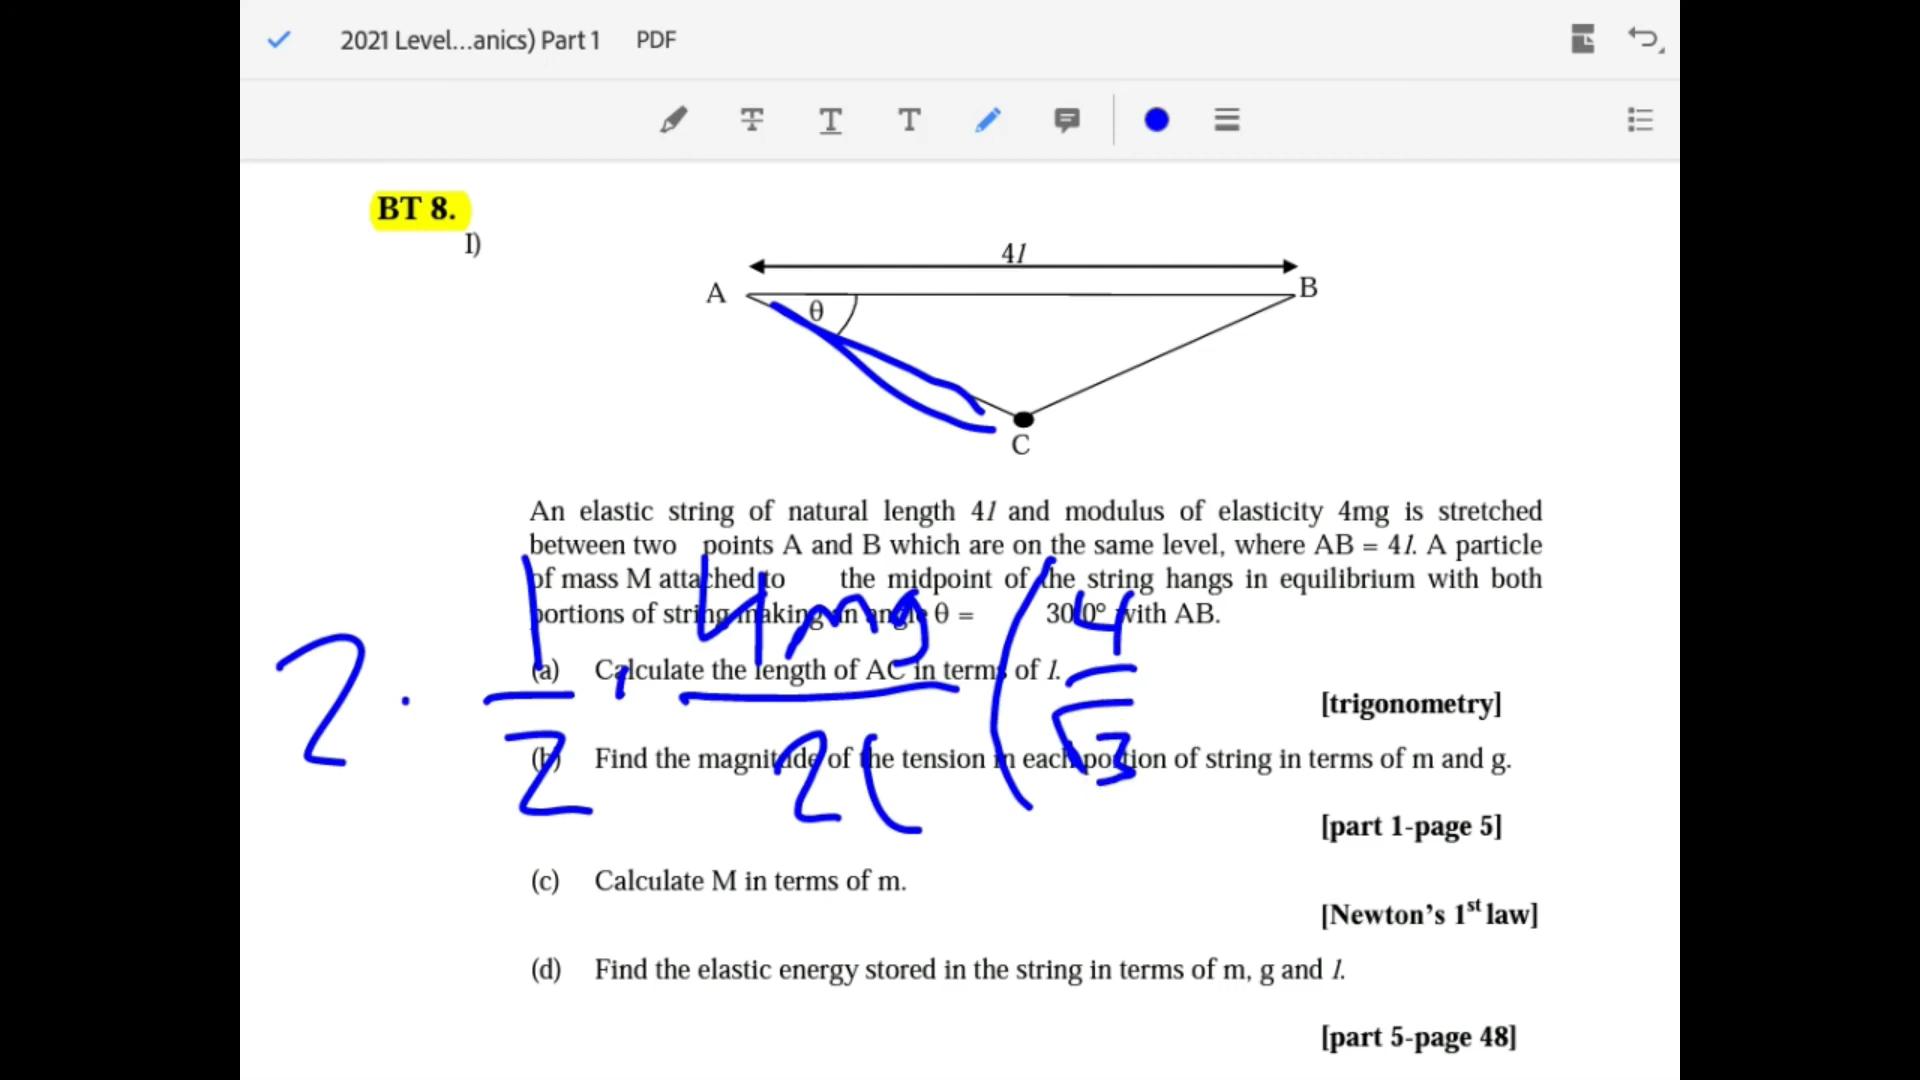 2021 Level...anics) Part 1 PDF
BT 8.
I)
4l
A
B
θ
C
An elastic string of natural length 4l and modulus of elasticity 4mg is stretched
between two points A and B which are on the same level, where AB = 4l. A particle
of mass M attached to the midpoint of the string hangs in equilibrium with both
portions of string making an angle θ = 30.0° with AB.
(a) Calculate the length of AC in terms of l.
[trigonometry]
(b) Find the magnitude of the tension in each portion of string in terms of m and g.
[part 1-page 5]
(c) Calculate M in terms of m.
[Newton's 1st law]
(d) Find the elastic energy stored in the string in terms of m, g and l.
[part 5-page 48]
2 · 1/2 · 4mg/2( (4/√3